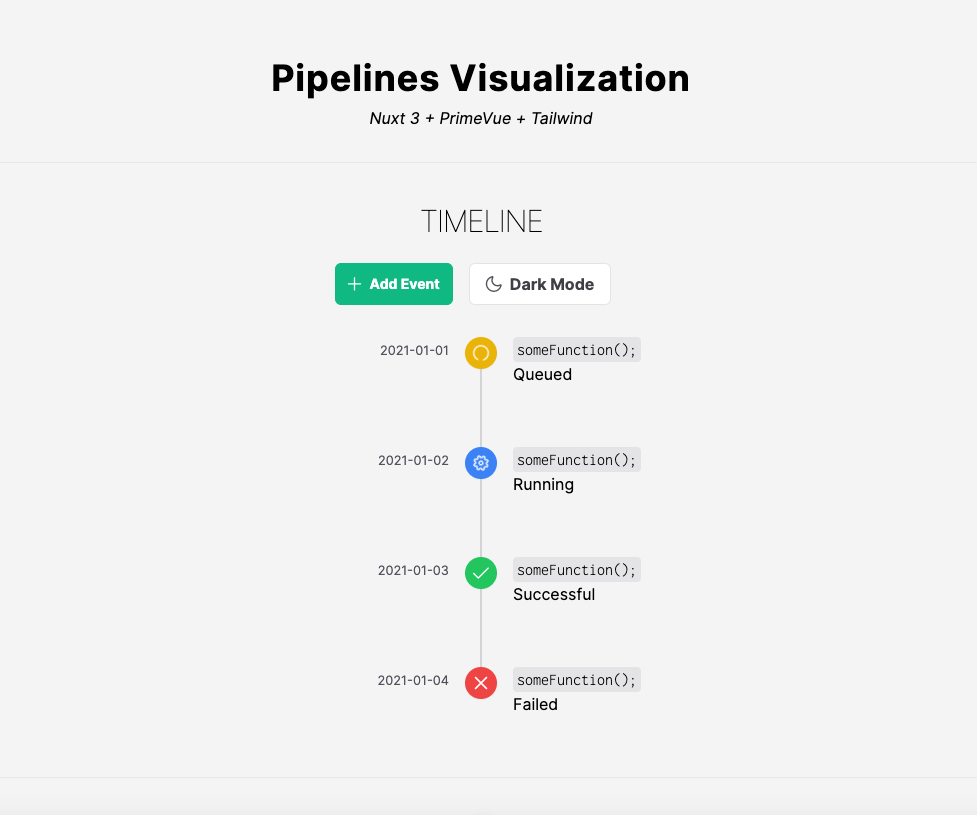 Pipelines Visualization
Nuxt 3 + PrimeVue + Tailwind
TIMELINE
Add Event
Dark Mode
2021-01-01
someFunction();
Queued
2021-01-02
someFunction();
Running
2021-01-03
someFunction();
Successful
2021-01-04
someFunction();
Failed